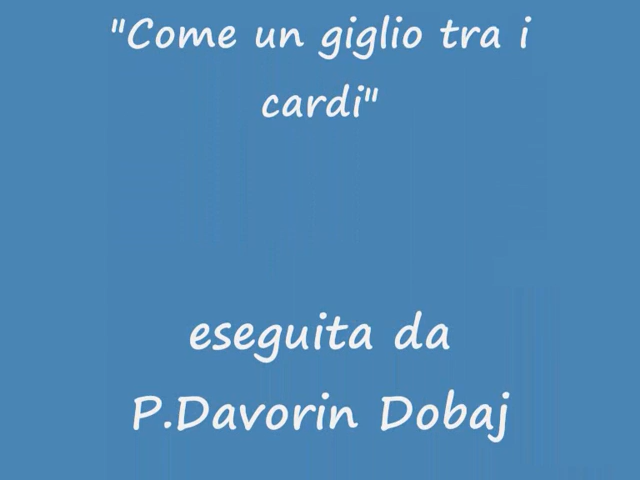 "Come un giglio tra i
cardi"
eseguita da
P.Davorin Dobaj